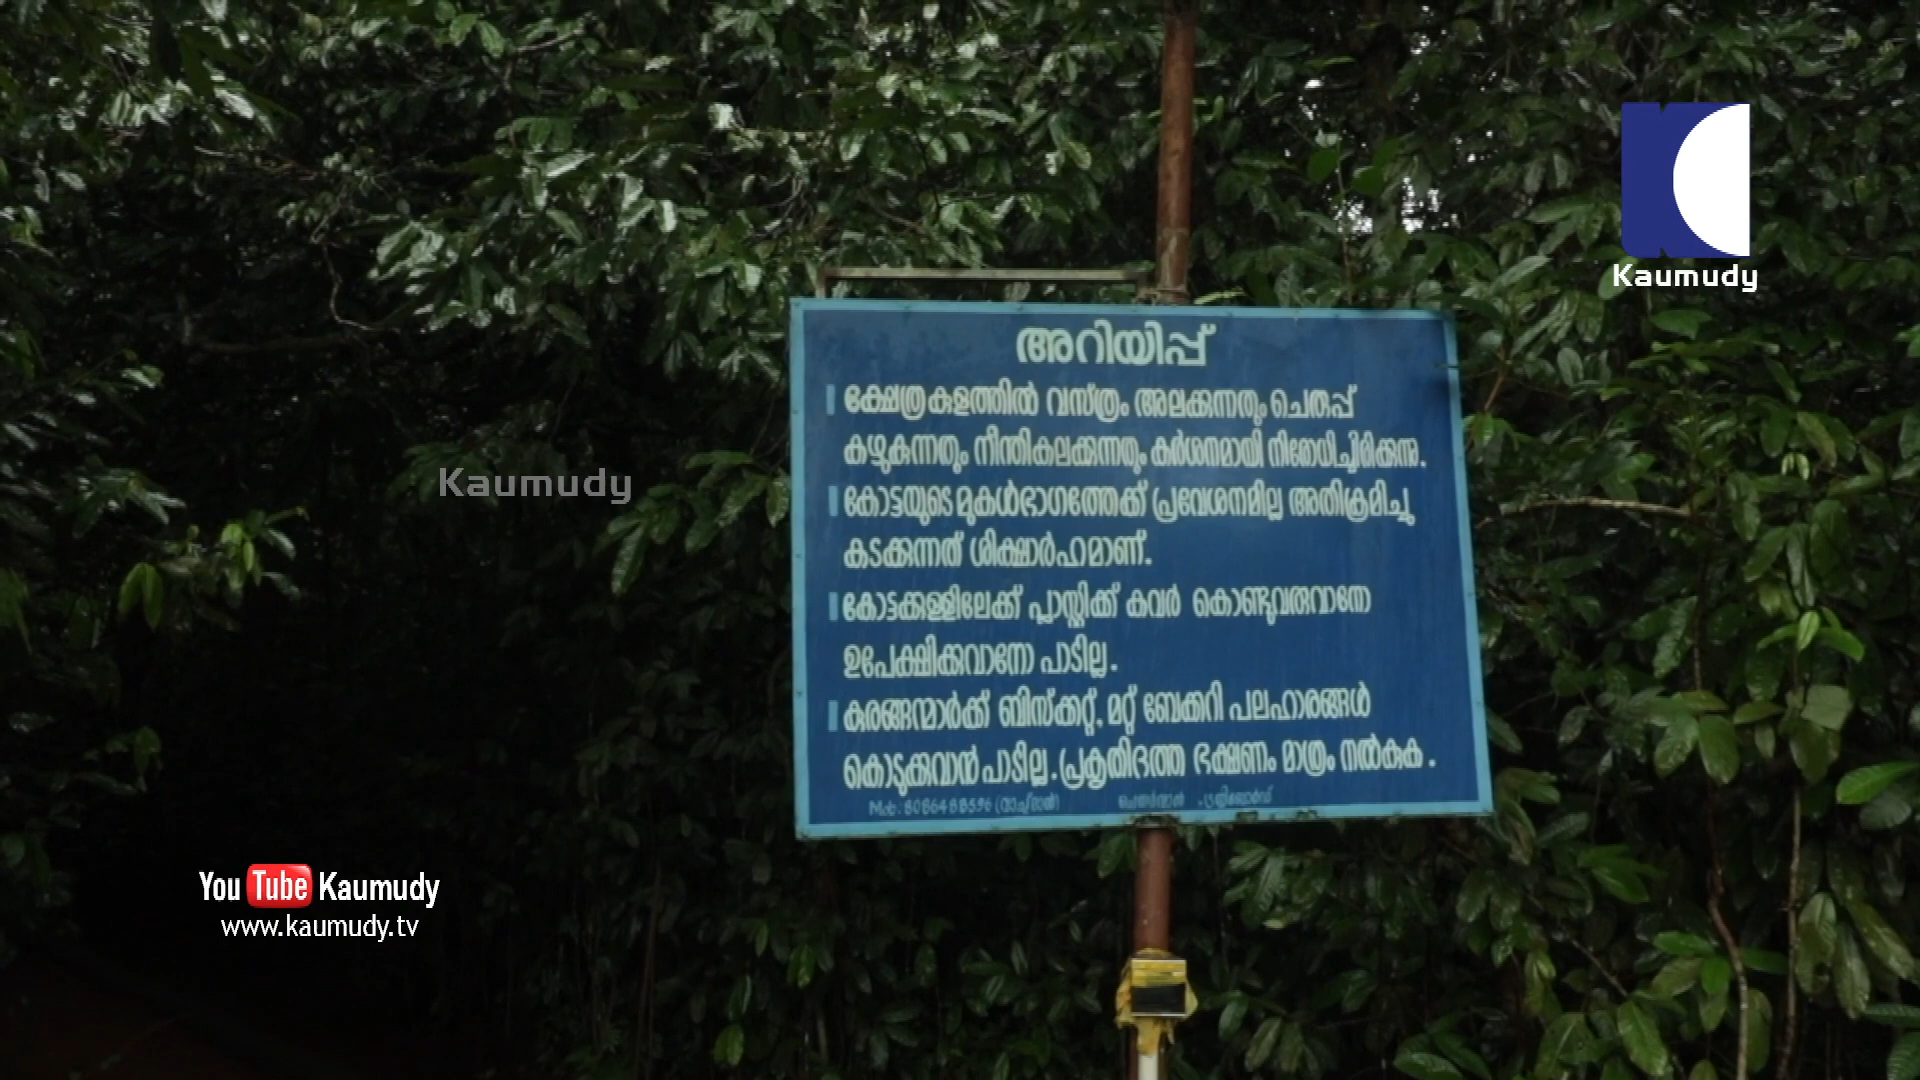 Kaumudy
അറിയിപ്പ്
ക്ഷേത്രകുളത്തിൽ വസ്ത്രം അലക്കുന്നതും ചെരുപ്പ്
കഴുകുന്നതും നീന്തികലക്കുന്നതും കർശനമായി നിരോധിച്ചിരിക്കുന്നു.
കോട്ടയുടെ മുകൾഭാഗത്തേക്ക് പ്രവേശനമില്ല അതിക്രമിച്ചു
കടക്കുന്നത് ശിക്ഷാർഹമാണ്.
കോട്ടക്കുള്ളിലേക്ക് പ്ലാസ്റ്റിക്ക് കവർ കൊണ്ടുവരുവാനോ
ഉപേക്ഷിക്കുവാനോ പാടില്ല.
കുരങ്ങന്മാർക്ക് ബിസ്ക്കറ്റ്, മറ്റ് ബേക്കറി പലഹാരങ്ങൾ
കൊടുക്കുവാൻ പാടില്ല. പ്രകൃതിദത്ത ഭക്ഷണം മാത്രം നൽകുക.
Mob:
Kaumudy
You Tube Kaumudy
www.kaumudy.tv